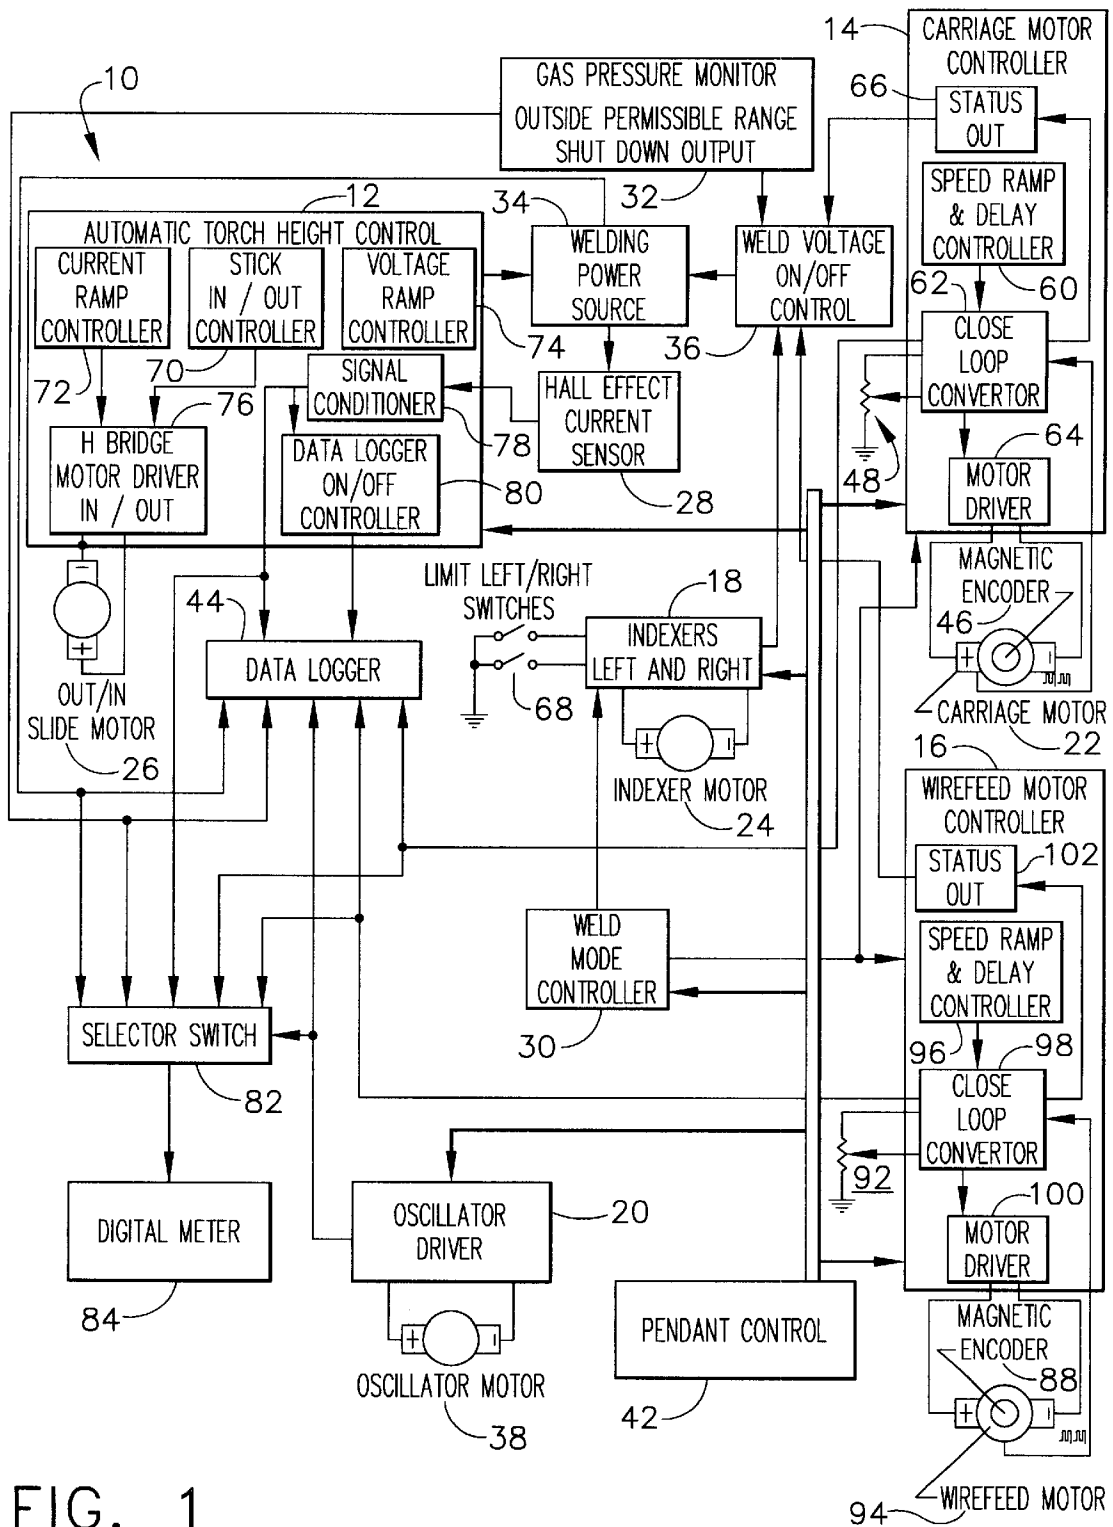 10
14
CARRIAGE MOTOR
CONTROLLER
66
STATUS
OUT
GAS PRESSURE MONITOR
OUTSIDE PERMISSIBLE RANGE
SHUT DOWN OUTPUT
32
SPEED RAMP
& DELAY
CONTROLLER
60
12
AUTOMATIC TORCH HEIGHT CONTROL
CURRENT
RAMP
CONTROLLER
72
STICK
IN / OUT
CONTROLLER
70
VOLTAGE
RAMP
CONTROLLER
74
34
WELDING
POWER
SOURCE
WELD VOLTAGE
ON/OFF
CONTROL
36
62
CLOSE
LOOP
CONVERTOR
48
64
MOTOR
DRIVER
76
H BRIDGE
MOTOR DRIVER
IN / OUT
SIGNAL
CONDITIONER
78
DATA LOGGER
ON/OFF
CONTROLLER
80
HALL EFFECT
CURRENT
SENSOR
28
MAGNETIC
ENCODER
46
+
−
CARRIAGE MOTOR
22
−
+
OUT/IN
SLIDE MOTOR
26
44
DATA LOGGER
LIMIT LEFT/RIGHT
SWITCHES
68
18
INDEXERS
LEFT AND RIGHT
+
−
INDEXER MOTOR
24
16
WIREFEED MOTOR
CONTROLLER
STATUS
OUT
102
SPEED RAMP
& DELAY
CONTROLLER
96
WELD
MODE
CONTROLLER
30
SELECTOR SWITCH
82
98
CLOSE
LOOP
CONVERTOR
92
100
MOTOR
DRIVER
DIGITAL METER
84
OSCILLATOR
DRIVER
20
+
−
OSCILLATOR MOTOR
38
PENDANT CONTROL
42
MAGNETIC
ENCODER
88
+
−
WIREFEED MOTOR
94
FIG. 1